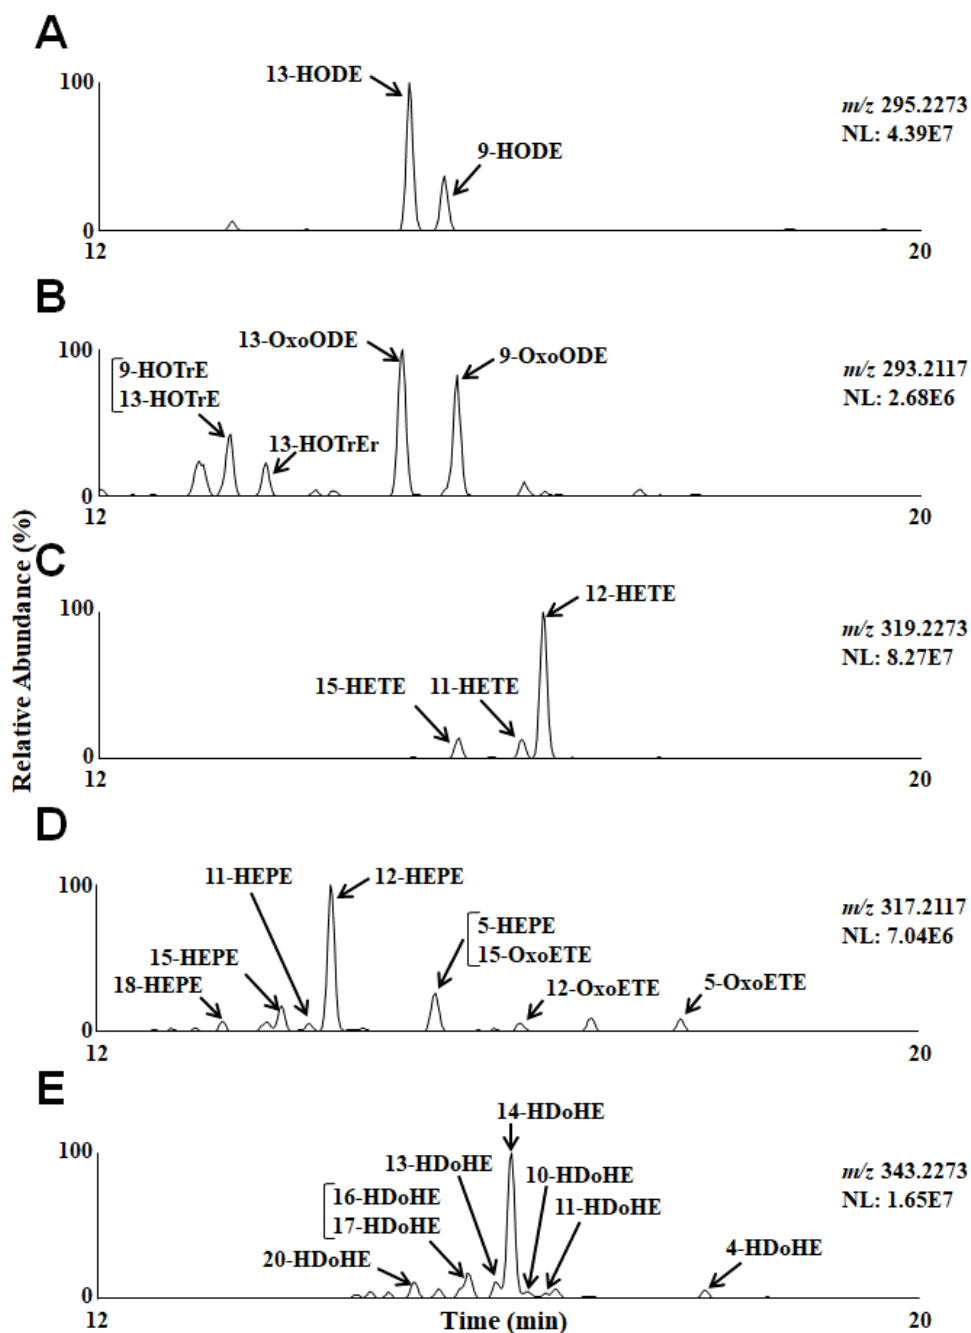 A
100
13-HODE
9-HODE
m/z 295.2273
NL: 4.39E7
0
12
20
B
100
13-OxoODE
9-OxoODE
9-HOTrE
13-HOTrE
13-HOTrEr
m/z 293.2117
NL: 2.68E6
0
12
20
Relative Abundance (%)
C
100
12-HETE
15-HETE
11-HETE
m/z 319.2273
NL: 8.27E7
0
12
20
D
100
11-HEPE
12-HEPE
5-HEPE
15-OxoETE
15-HEPE
18-HEPE
12-OxoETE
5-OxoETE
m/z 317.2117
NL: 7.04E6
0
12
20
E
100
14-HDoHE
13-HDoHE
10-HDoHE
16-HDoHE
17-HDoHE
11-HDoHE
20-HDoHE
4-HDoHE
m/z 343.2273
NL: 1.65E7
0
12
Time (min)
20